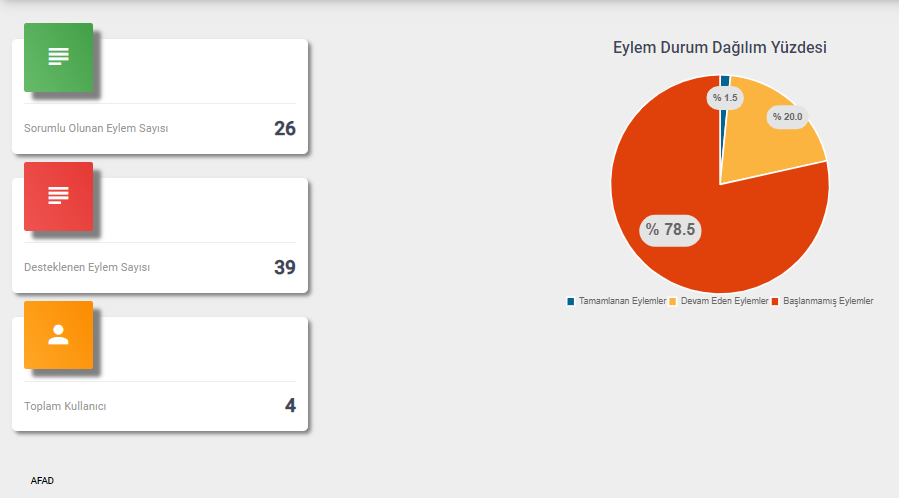 Sorumlu Olunan Eylem Sayısı 26
Desteklenen Eylem Sayısı 39
Toplam Kullanıcı 4
AFAD
Eylem Durum Dağılım Yüzdesi
% 1.5
% 20.0
% 78.5
Tamamlanan Eylemler Devam Eden Eylemler Başlanmamış Eylemler